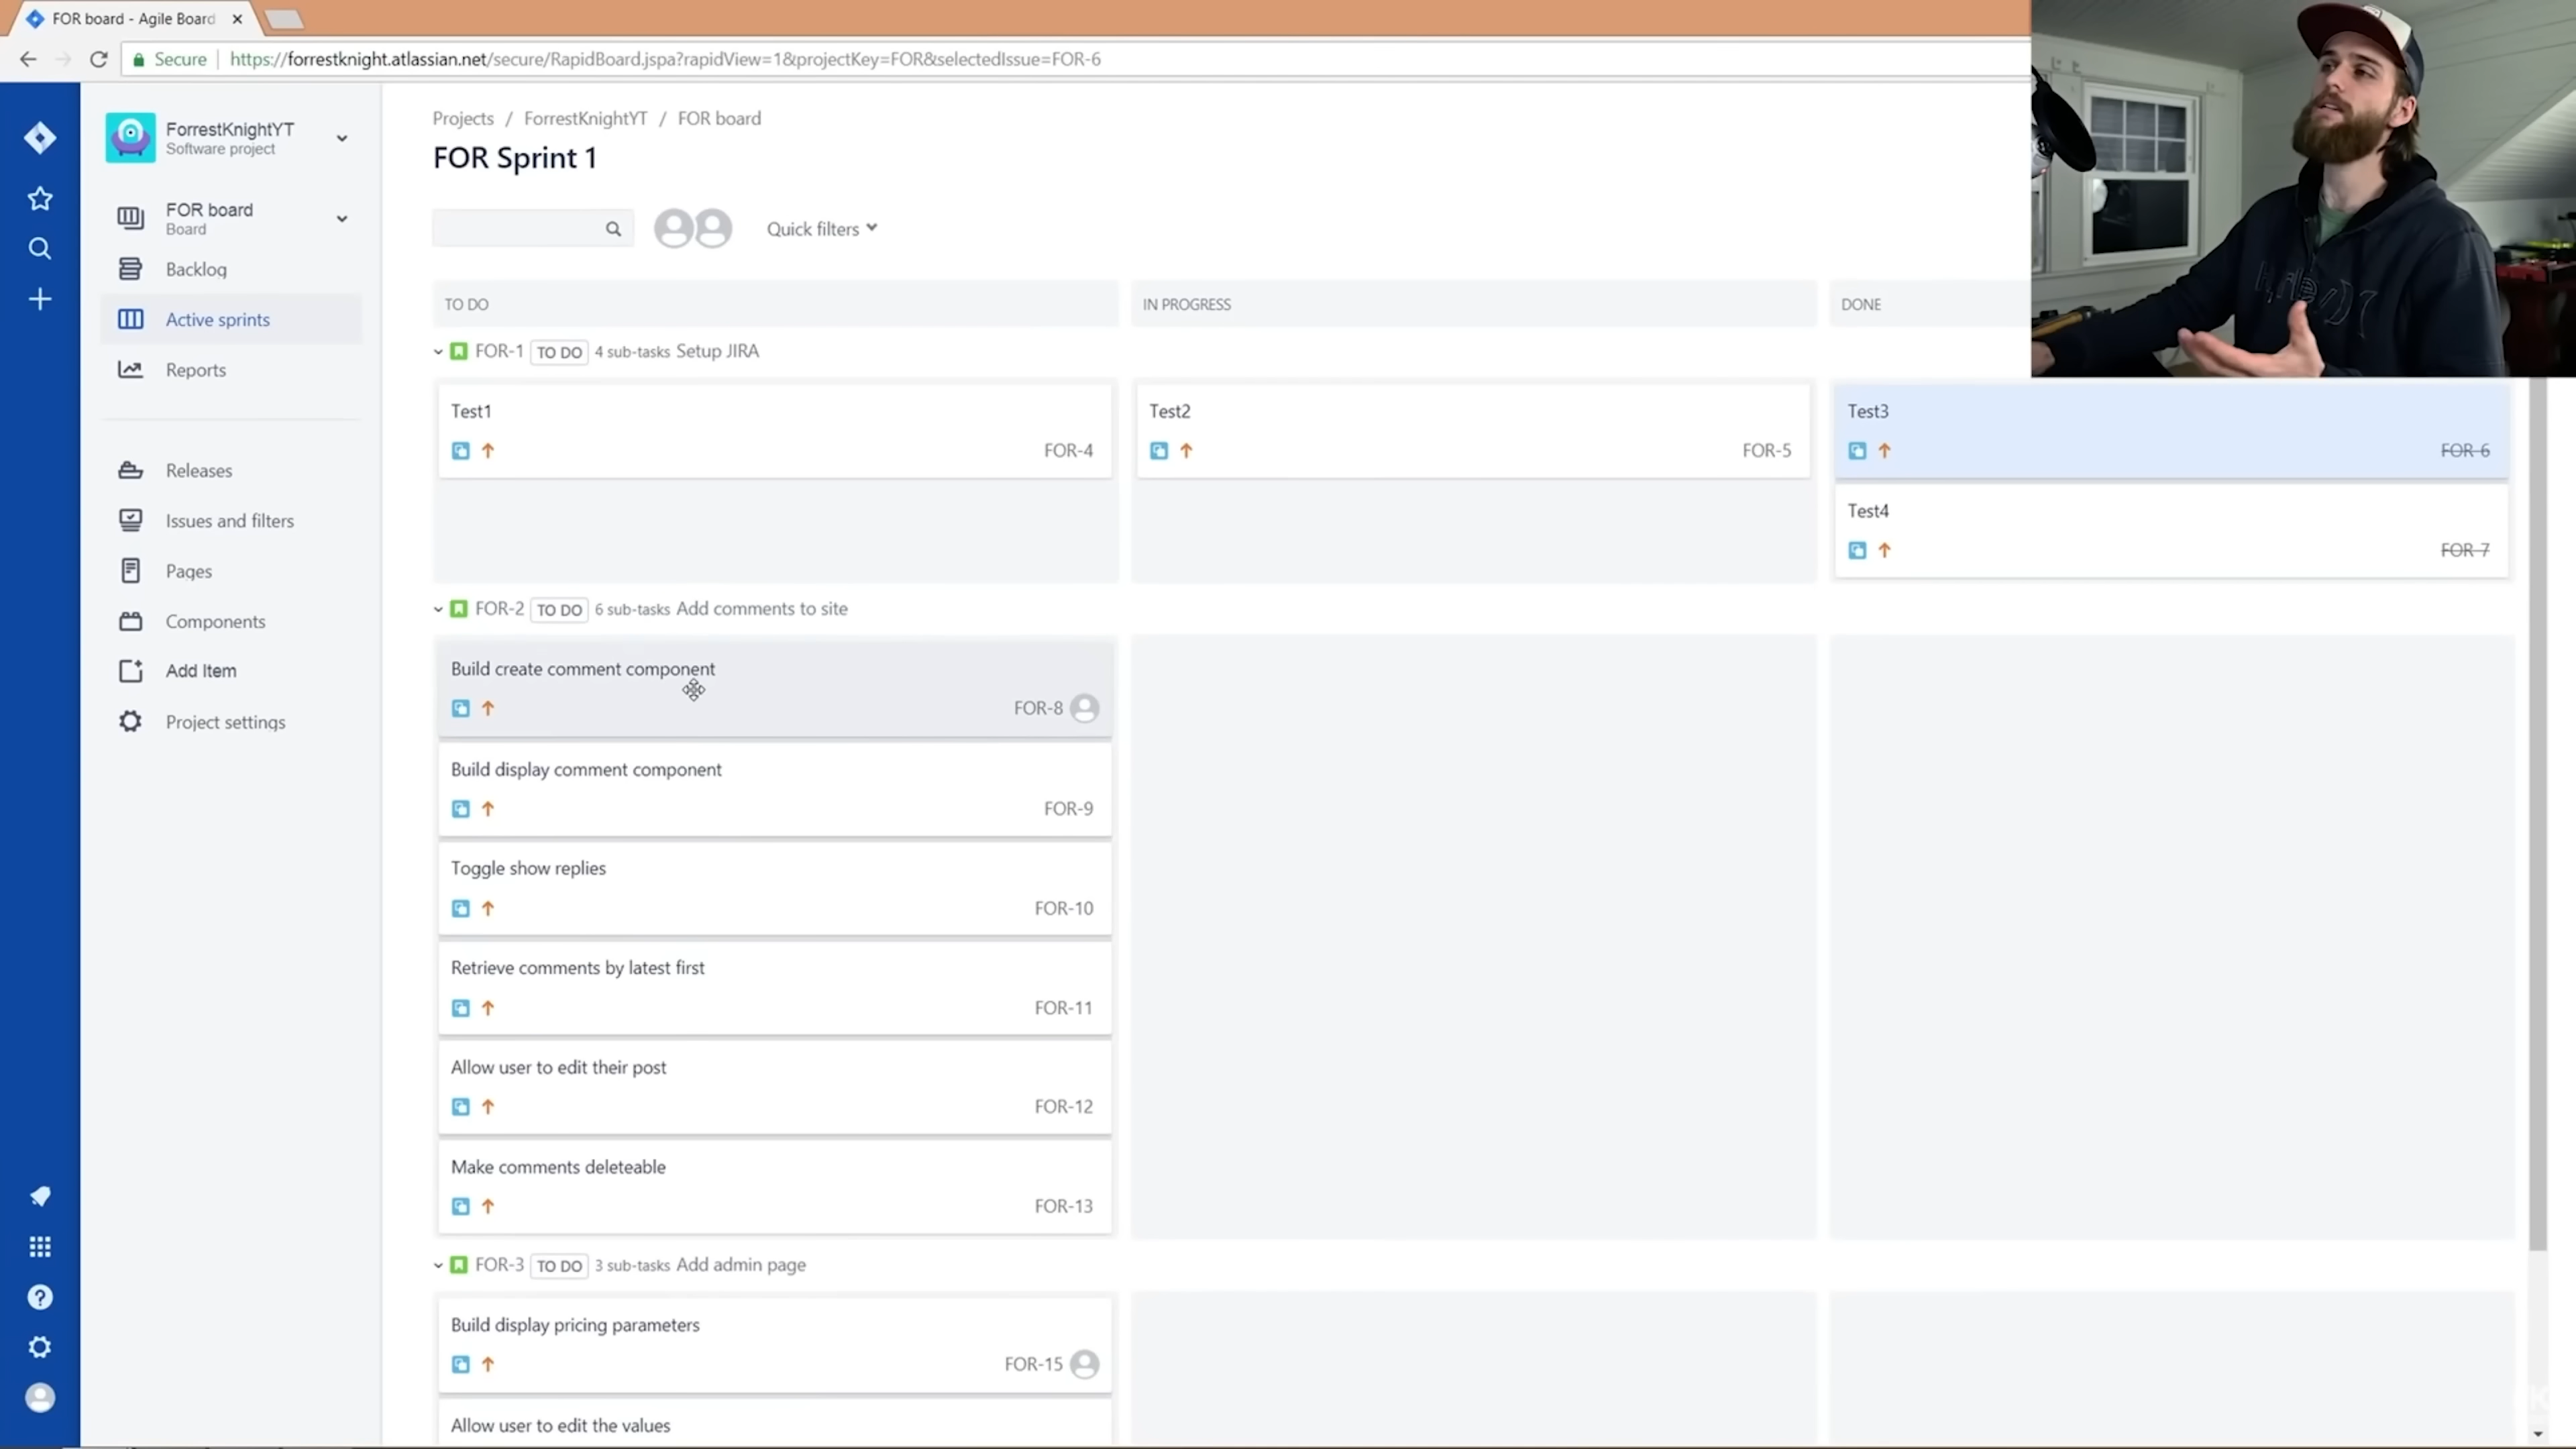 FOR board - Agile Board
Secure https://forrestknight.atlassian.net/secure/RapidBoard.jspa?rapidView=1&projectKey=FOR&selectedIssue=FOR-6
ForrestKnightYT
Software project
FOR board
Board
Backlog
Active sprints
Reports
Releases
Issues and filters
Pages
Components
Add Item
Project settings
Projects / ForrestKnightYT / FOR board
FOR Sprint 1
Quick filters
TO DO
IN PROGRESS
DONE
FOR-1 TO DO 4 sub-tasks Setup JIRA
Test1
FOR-4
Test2
FOR-5
Test3
FOR-6
Test4
FOR-7
FOR-2 TO DO 6 sub-tasks Add comments to site
Build create comment component
FOR-8
Build display comment component
FOR-9
Toggle show replies
FOR-10
Retrieve comments by latest first
FOR-11
Allow user to edit their post
FOR-12
Make comments deleteable
FOR-13
FOR-3 TO DO 3 sub-tasks Add admin page
Build display pricing parameters
FOR-15
Allow user to edit the values